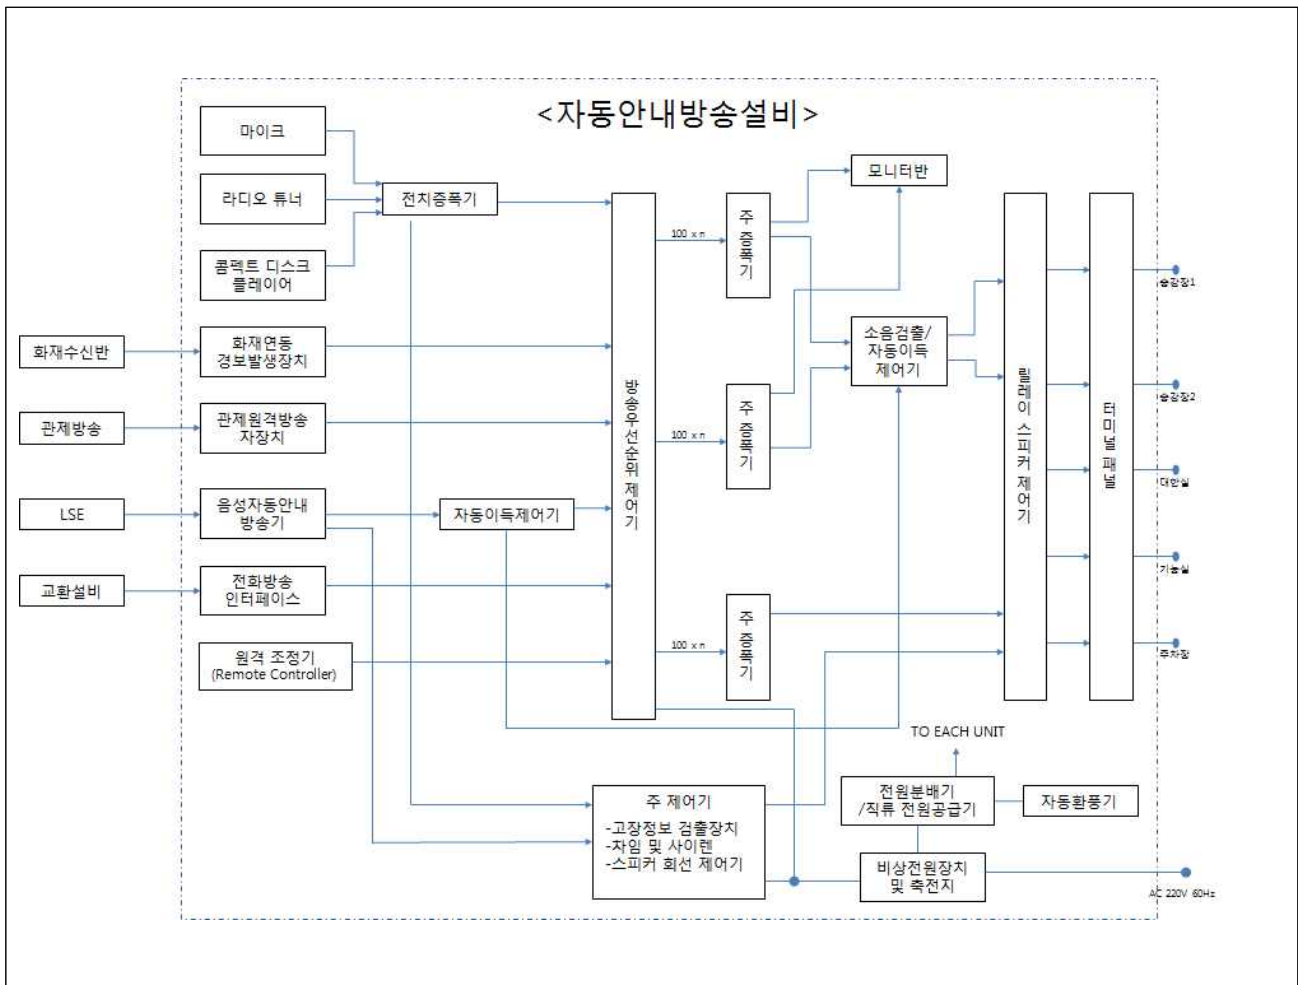 <자동안내방송설비>
마이크
라디오 튜너
콤팩트 디스크
플레이어
전치증폭기
화재수신반
화재연동
경보발생장치
관제방송
관제원격방송
자장치
LSE
음성자동안내
방송기
자동이득제어기
교환설비
전화방송
인터페이스
원격 조정기
(Remote Controller)
방송우선순위 제어기
100 x n
100 x n
100 x n
주 증폭기
주 증폭기
주 증폭기
모니터반
소음검출/
자동이득
제어기
릴레이 스피커 제어기
터미널 패널
승강장1
승강장2
대합실
기능실
주차장
주 제어기
-고장정보 검출장치
-차임 및 사이렌
-스피커 회선 제어기
TO EACH UNIT
전원분배기
/직류 전원공급기
자동환풍기
비상전원장치
및 축전지
AC 220V 60Hz